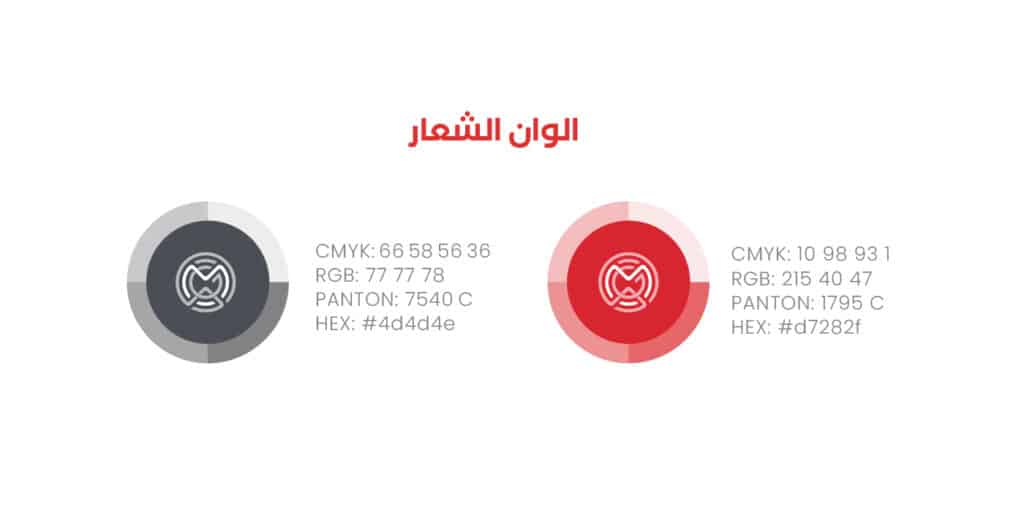 الوان الشعار
CMYK: 66 58 56 36
RGB: 77 77 78
PANTON: 7540 C
HEX: #4d4d4e
CMYK: 10 98 93 1
RGB: 215 40 47
PANTON: 1795 C
HEX: #d7282f